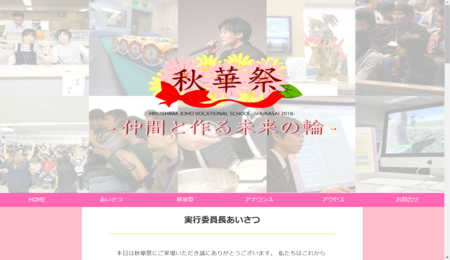 秋華祭
HIROSHIMA JOHO VOCATIONAL SCHOOL -SHUKASAI 2018-
- 仲間と作る未来の輪 -
HOME あいさつ 秋華祭 アナウンス アクセス お問合せ
実行委員長あいさつ
本日は秋華祭にご来場いただき誠にありがとうございます。 私たちはこれから